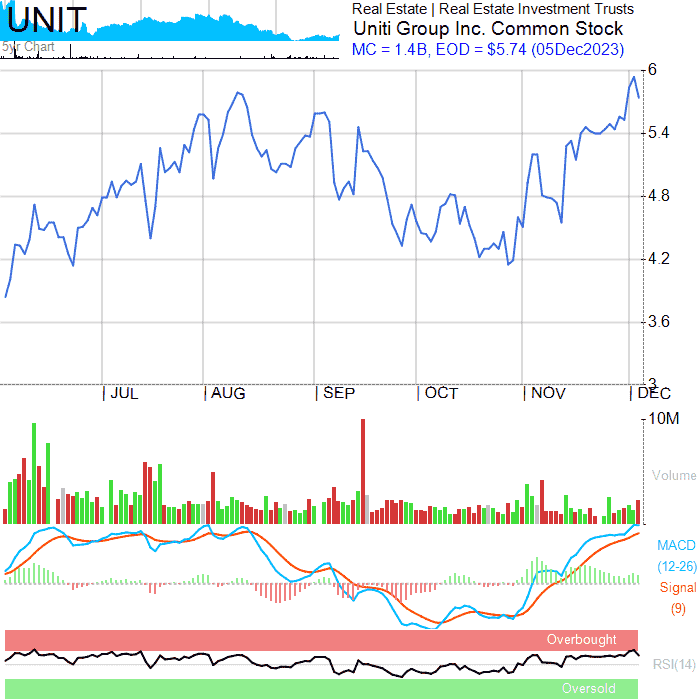 UNIT
Real Estate | Real Estate Investment Trusts
Uniti Group Inc. Common Stock
MC = 1.4B, EOD = $5.74 (05Dec2023)
5yr Chart
6
5.4
4.8
4.2
3.6
3
JUL AUG SEP OCT NOV DEC
10M
Volume
MACD
(12-26)
Signal
(9)
Overbought
RSI(14)
Oversold